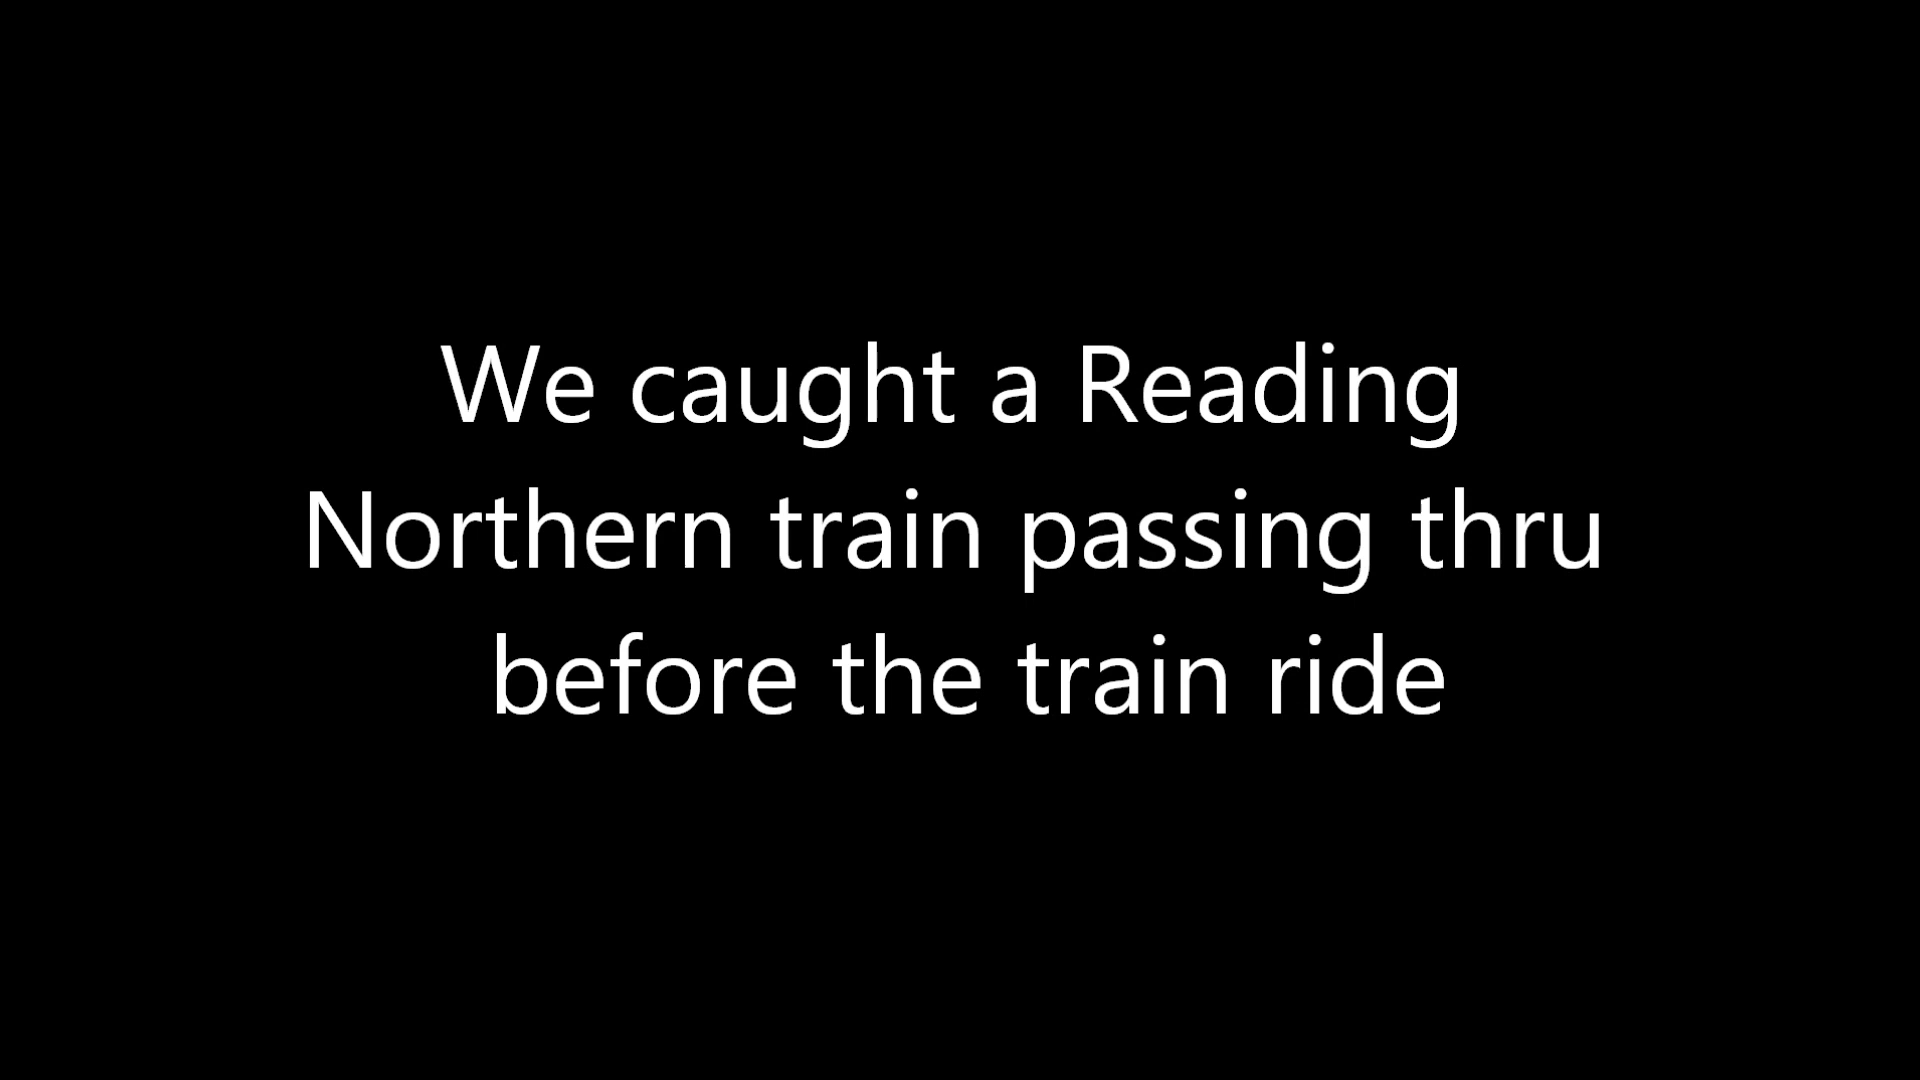 We caught a Reading
Northern train passing thru
before the train ride